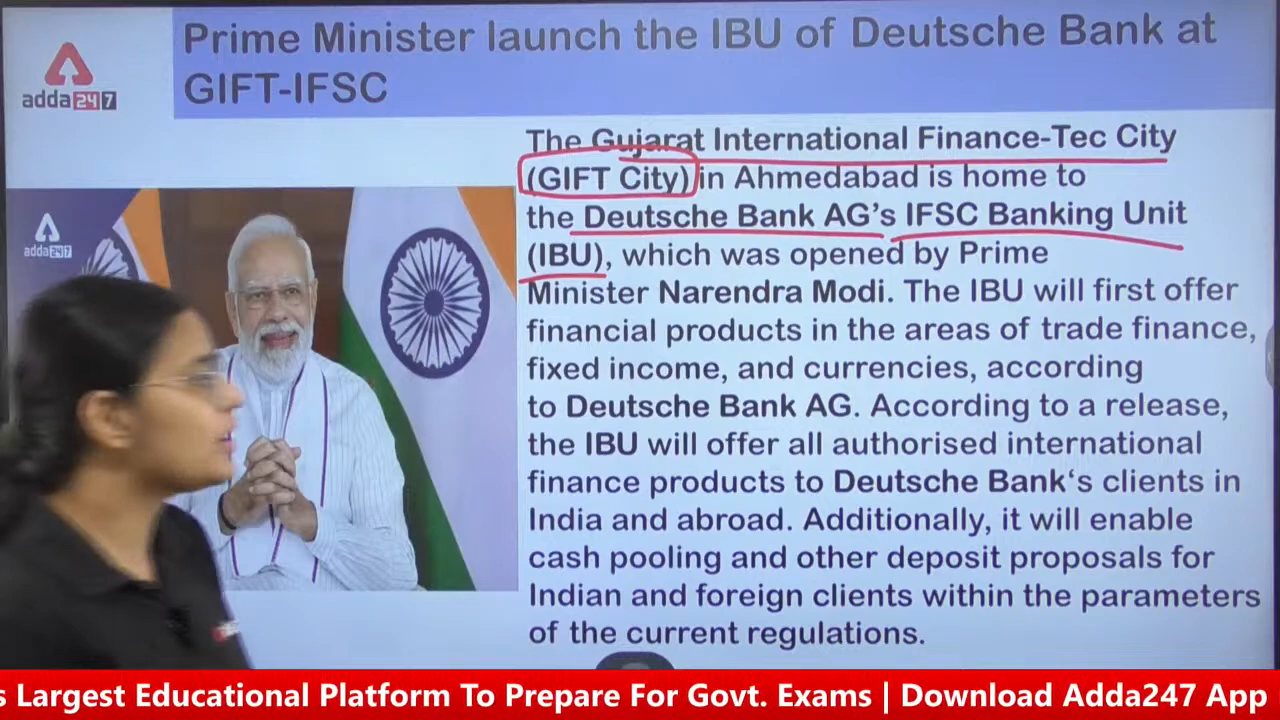 Prime Minister launch the IBU of Deutsche Bank at
GIFT-IFSC
adda247
The Gujarat International Finance-Tec City
(GIFT City) in Ahmedabad is home to
the Deutsche Bank AG's IFSC Banking Unit
(IBU), which was opened by Prime
Minister Narendra Modi. The IBU will first offer
financial products in the areas of trade finance,
fixed income, and currencies, according
to Deutsche Bank AG. According to a release,
the IBU will offer all authorised international
finance products to Deutsche Bank‘s clients in
India and abroad. Additionally, it will enable
cash pooling and other deposit proposals for
Indian and foreign clients within the parameters
of the current regulations.
adda247
s Largest Educational Platform To Prepare For Govt. Exams | Download Adda247 App